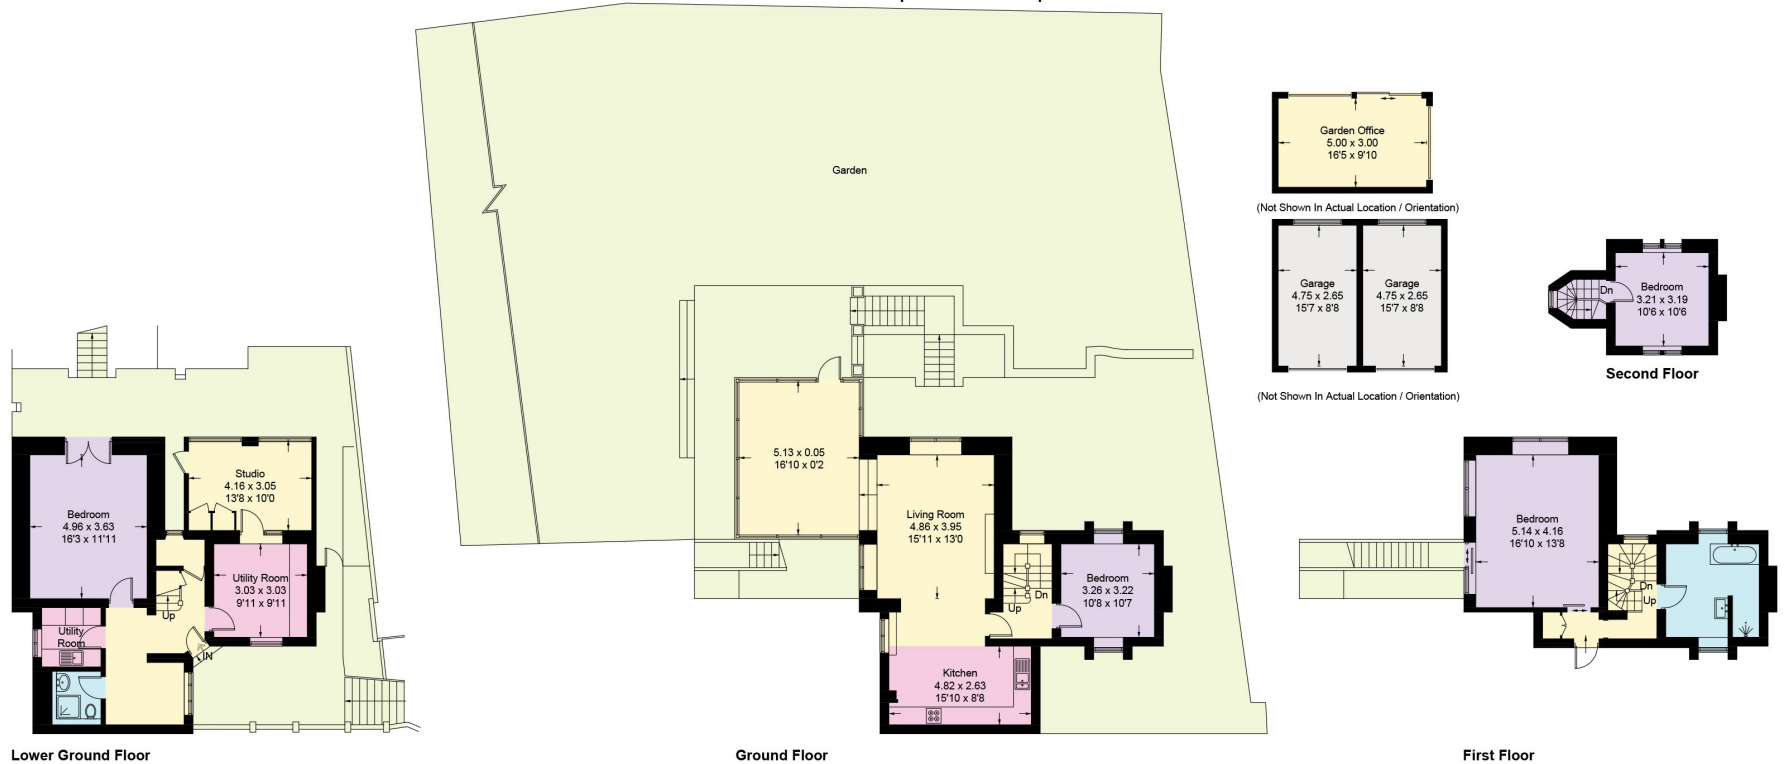 Garden
Garden Office
5.00 x 3.00
16'5 x 9'10
(Not Shown In Actual Location / Orientation)
Garage
4.75 x 2.65
15'7 x 8'8
Garage
4.75 x 2.65
15'7 x 8'8
(Not Shown In Actual Location / Orientation)
Dn
Bedroom
3.21 x 3.19
10'6 x 10'6
Second Floor
Bedroom
4.96 x 3.63
16'3 x 11'11
Studio
4.16 x 3.05
13'8 x 10'0
Utility Room
3.03 x 3.03
9'11 x 9'11
Up
Utility
Room
IN
Lower Ground Floor
5.13 x 0.05
16'10 x 0'2
Living Room
4.86 x 3.95
15'11 x 13'0
Up
Dn
Bedroom
3.26 x 3.22
10'8 x 10'7
Kitchen
4.82 x 2.63
15'10 x 8'8
Ground Floor
Bedroom
5.14 x 4.16
16'10 x 13'8
Dn
Up
First Floor